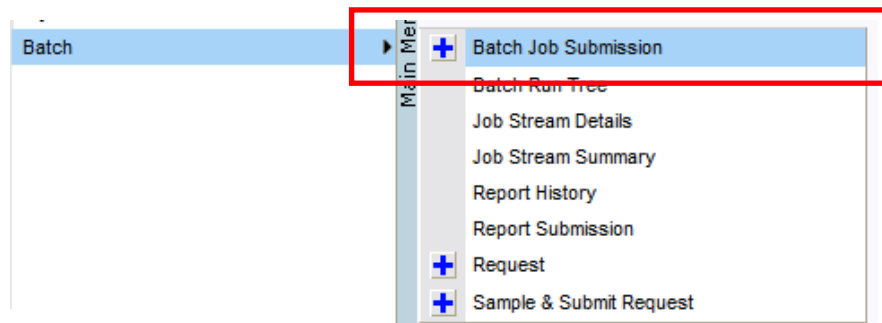 Batch
Main Men
Batch Job Submission
Batch Run Tree
Job Stream Details
Job Stream Summary
Report History
Report Submission
Request
Sample & Submit Request